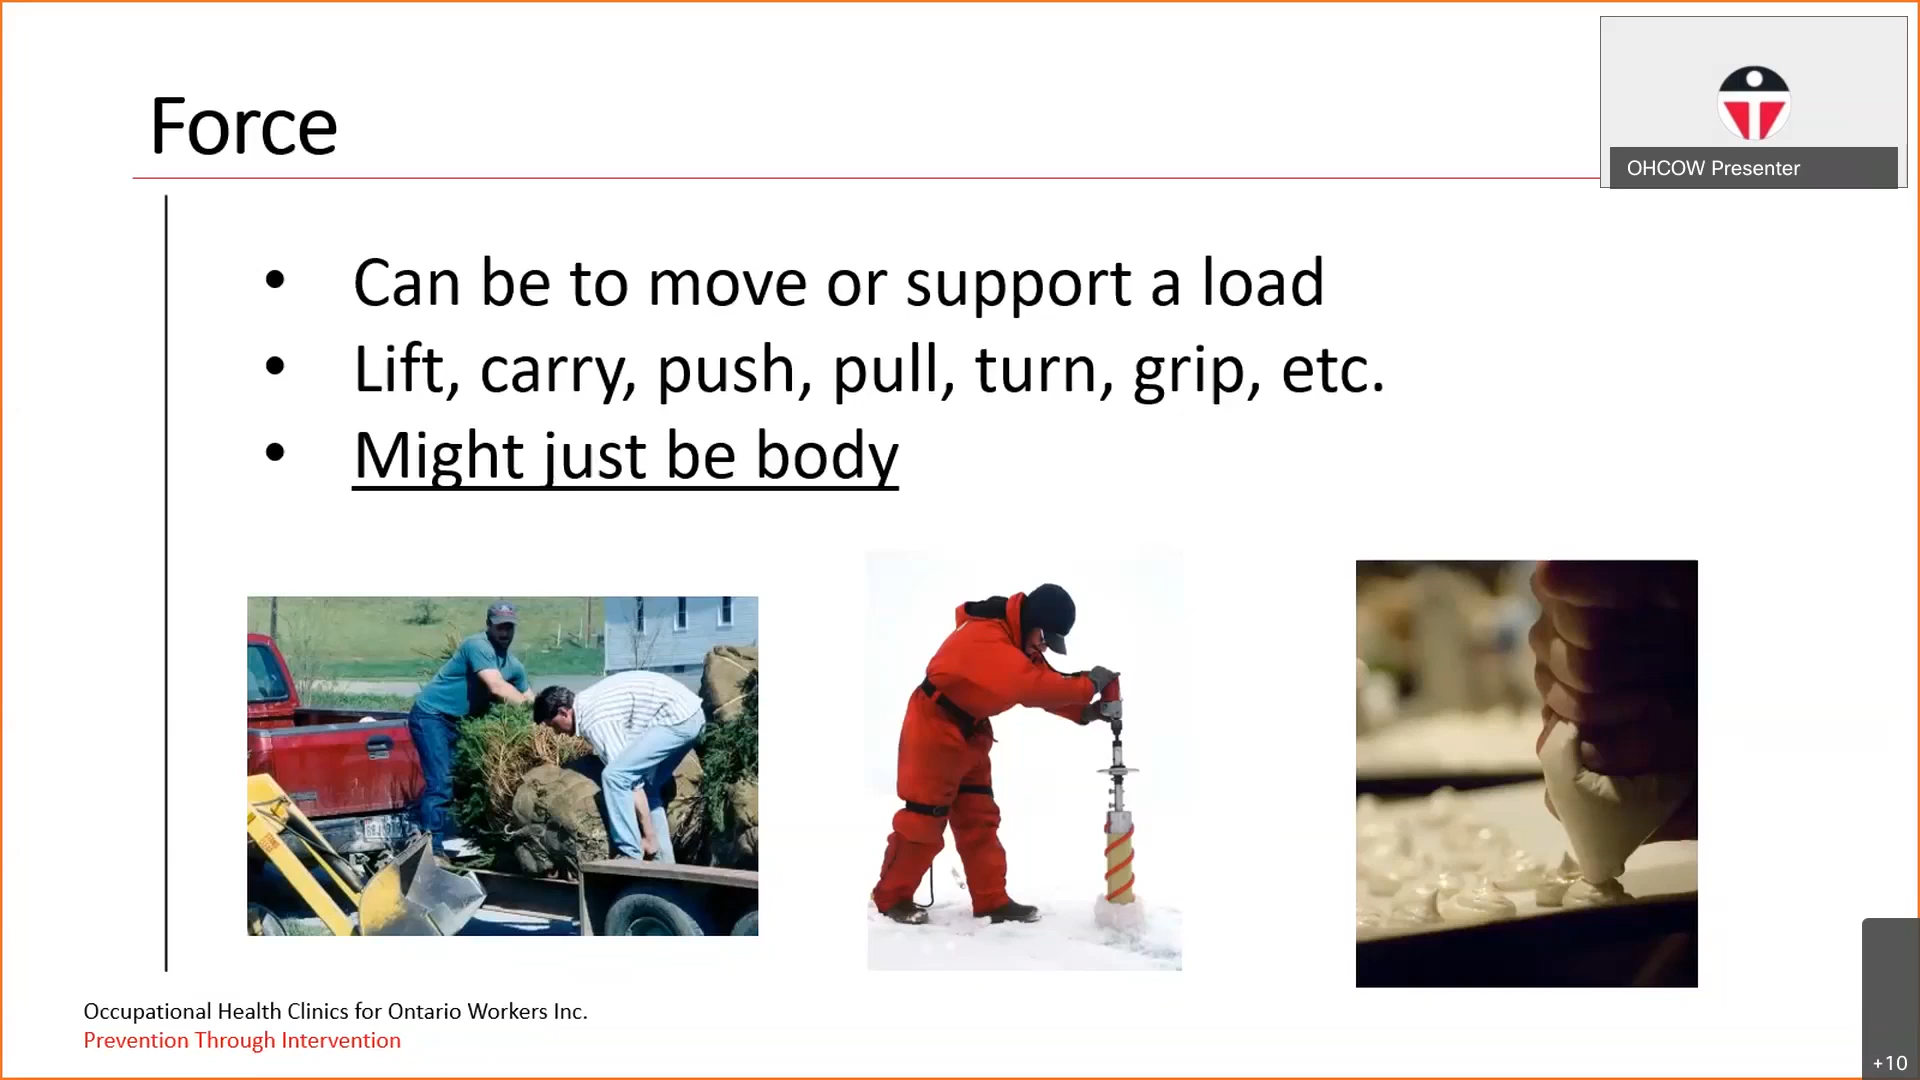 Force
OHCOW Presenter
• Can be to move or support a load
• Lift, carry, push, pull, turn, grip, etc.
• Might just be body
Occupational Health Clinics for Ontario Workers Inc.
Prevention Through Intervention
+10